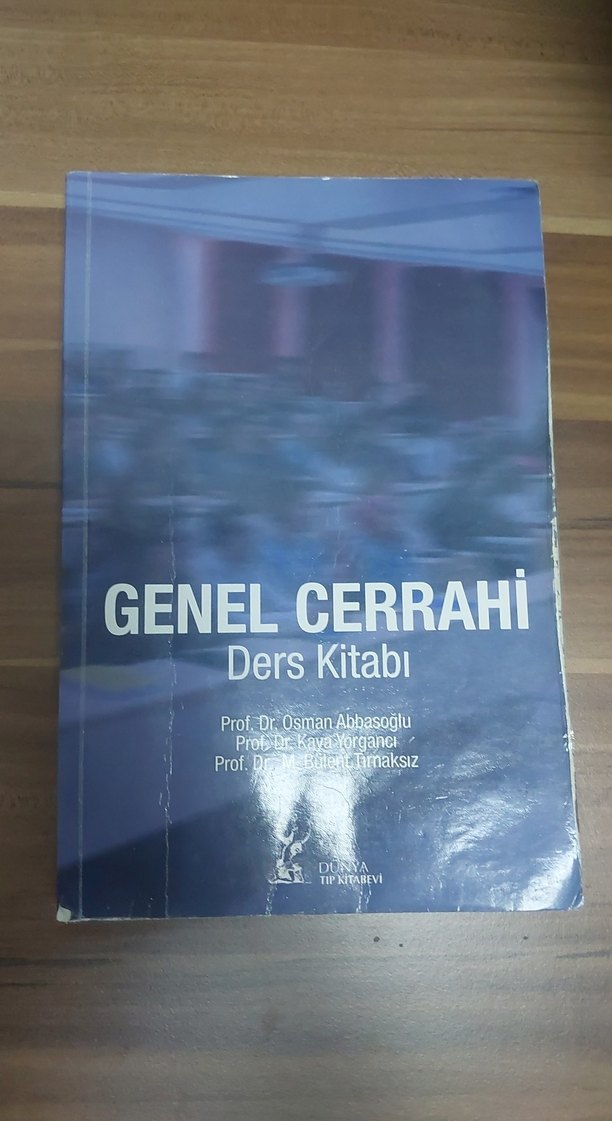 GENEL CERRAHİ
Ders Kitabı
Prof. Dr. Osman Abbasoğlu
Prof. Dr. Kaya Yorgancı
Prof. Dr. M. Bülent Tırnaksız
DÜNYA
TIP KİTABEVİ